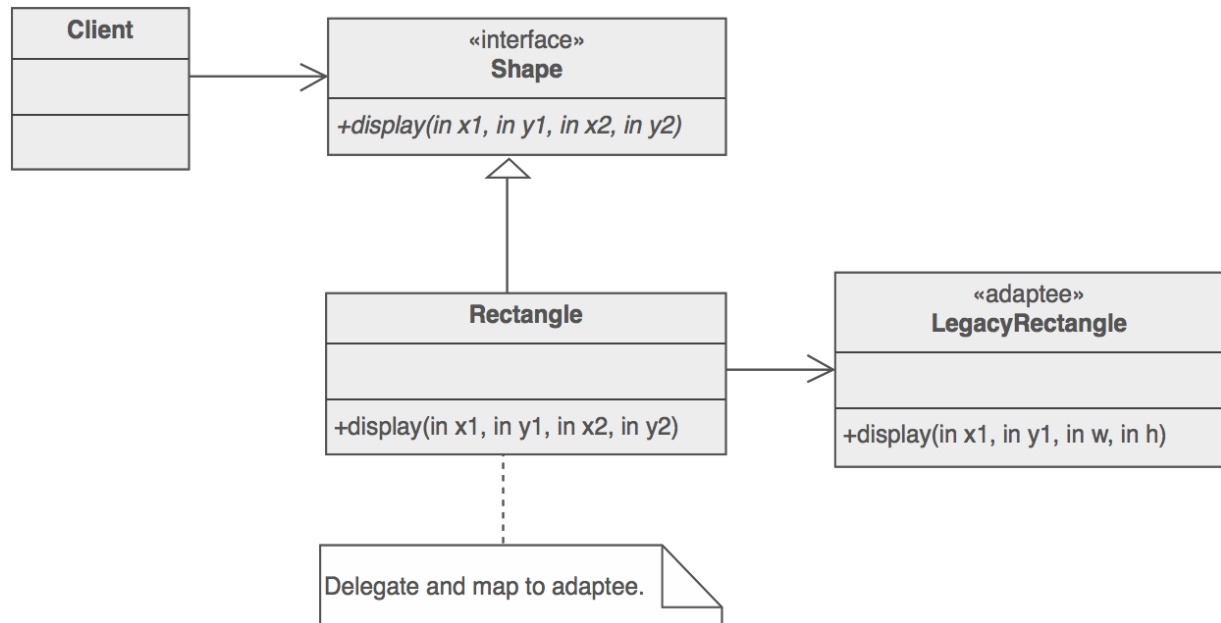 Client
«interface»
Shape
+display(in x1, in y1, in x2, in y2)
Rectangle
+display(in x1, in y1, in x2, in y2)
«adaptee»
LegacyRectangle
+display(in x1, in y1, in w, in h)
Delegate and map to adaptee.